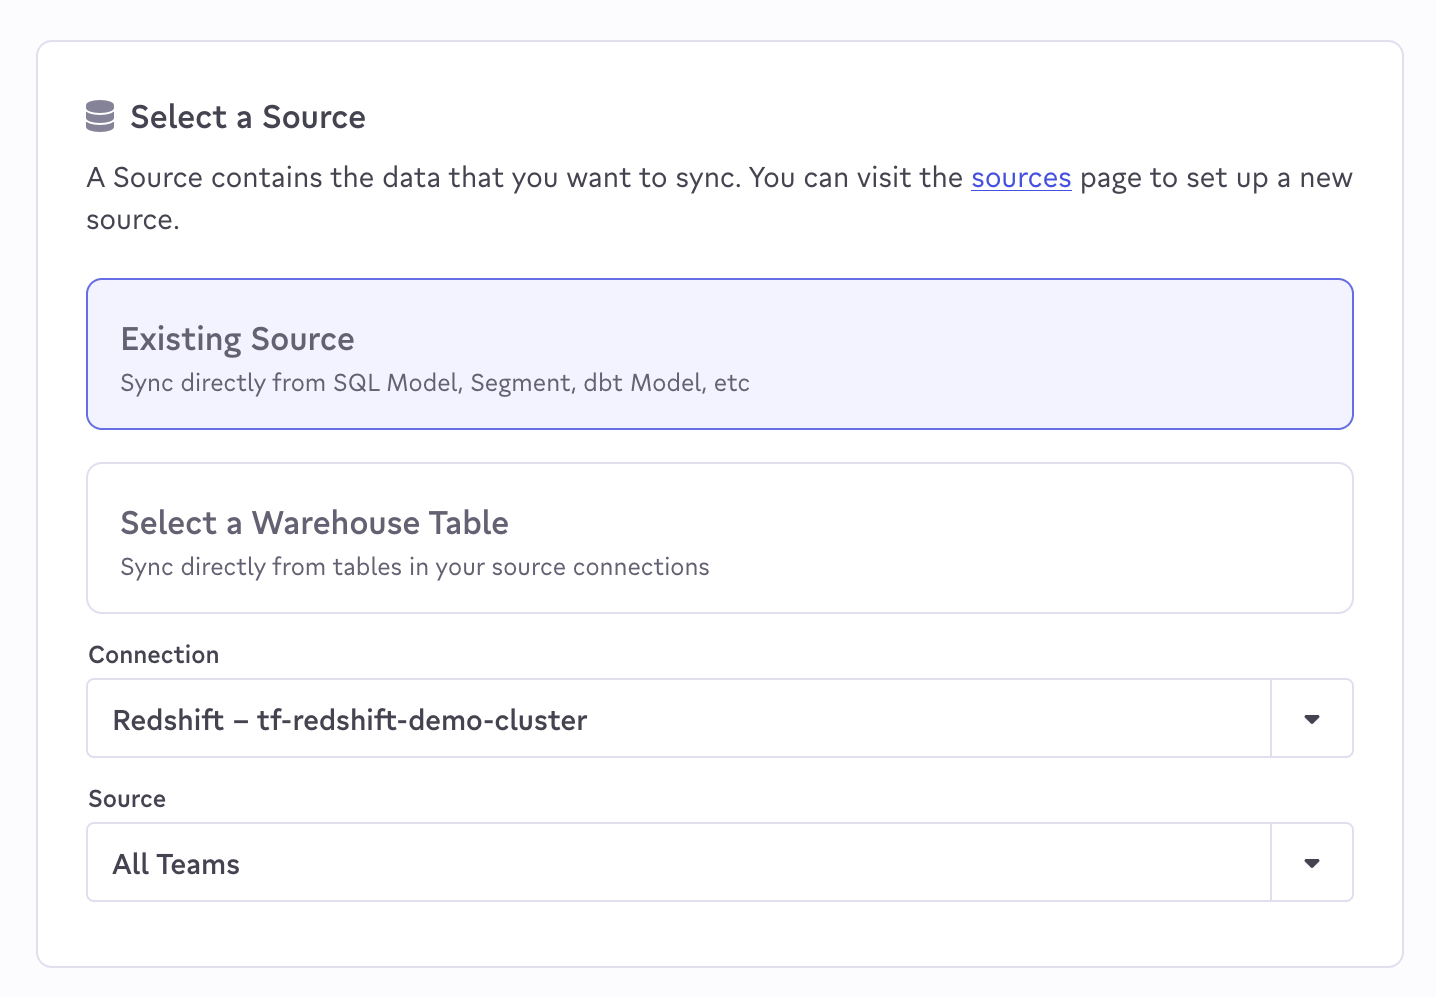 Select a Source
A Source contains the data that you want to sync. You can visit the sources page to set up a new
source.
Existing Source
Sync directly from SQL Model, Segment, dbt Model, etc
Select a Warehouse Table
Sync directly from tables in your source connections
Connection
Redshift – tf-redshift-demo-cluster
Source
All Teams